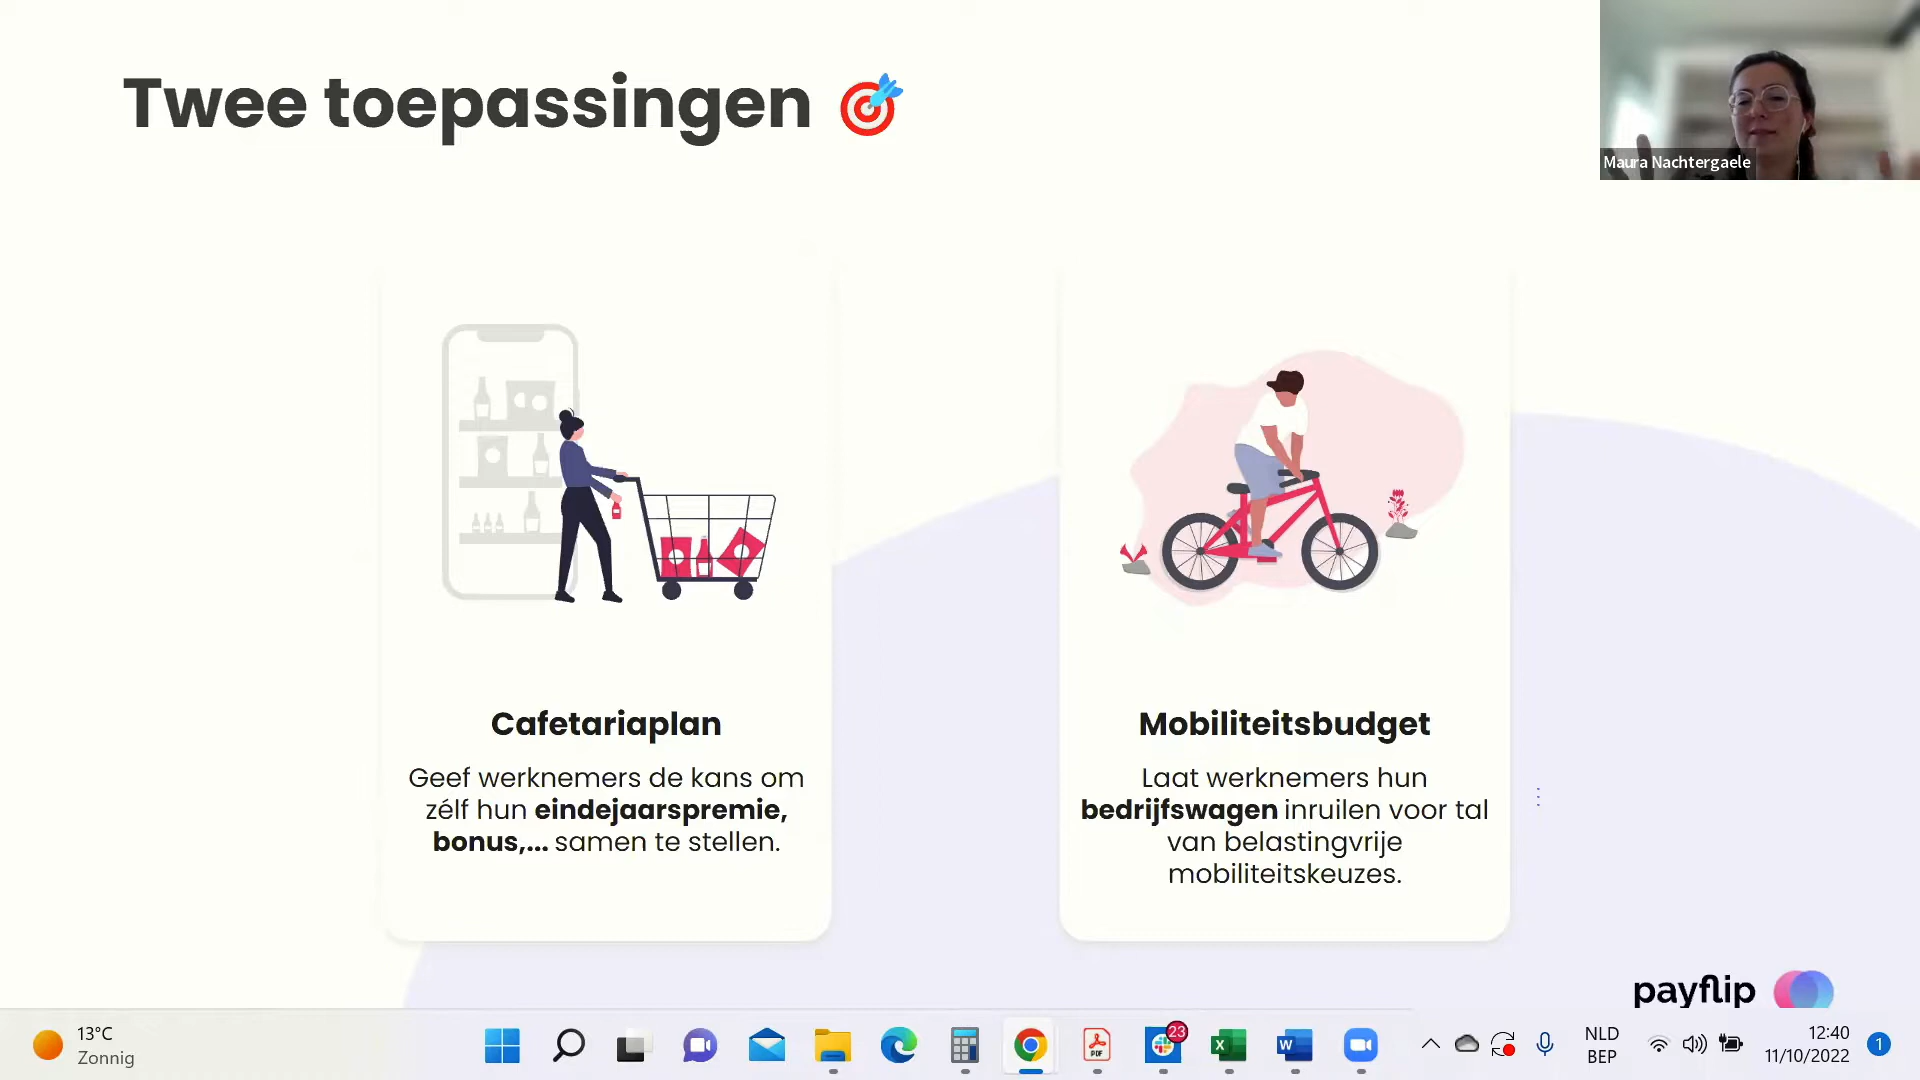 Twee toepassingen
Maura Nachtergaele
Cafetariaplan
Geef werknemers de kans om
zélf hun eindejaarspremie,
bonus,... samen te stellen.
Mobiliteitsbudget
Laat werknemers hun
bedrijfswagen inruilen voor tal
van belastingvrije
mobiliteitskeuzes.
payflip
13°C
Zonnig
PDF
23
X
W
NLD
BEP
12:40
11/10/2022
1